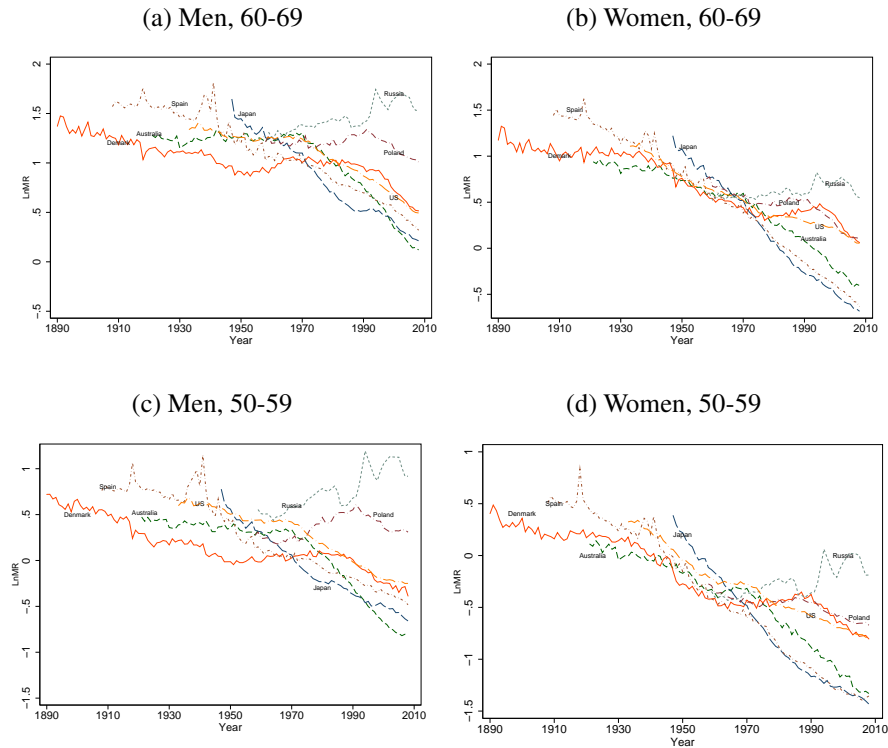 (a) Men, 60-69
(b) Women, 60-69
2
1.5
1
.5
0
-.5
LnMR
Spain
Japan
Russia
Australia
Denmark
Poland
US
1890 1910 1930 1950 1970 1990 2010
Year
2
1.5
1
.5
0
-.5
LnMR
Spain
Japan
Russia
Denmark
Poland
US
Australia
1890 1910 1930 1950 1970 1990 2010
Year
(c) Men, 50-59
(d) Women, 50-59
1
.5
0
-.5
-1
-1.5
LnMR
Spain
US
Russia
Denmark
Australia
Poland
Japan
1890 1910 1930 1950 1970 1990 2010
Year
1
.5
0
-.5
-1
-1.5
LnMR
Spain
Denmark
Japan
Australia
Russia
US
Poland
1890 1910 1930 1950 1970 1990 2010
Year